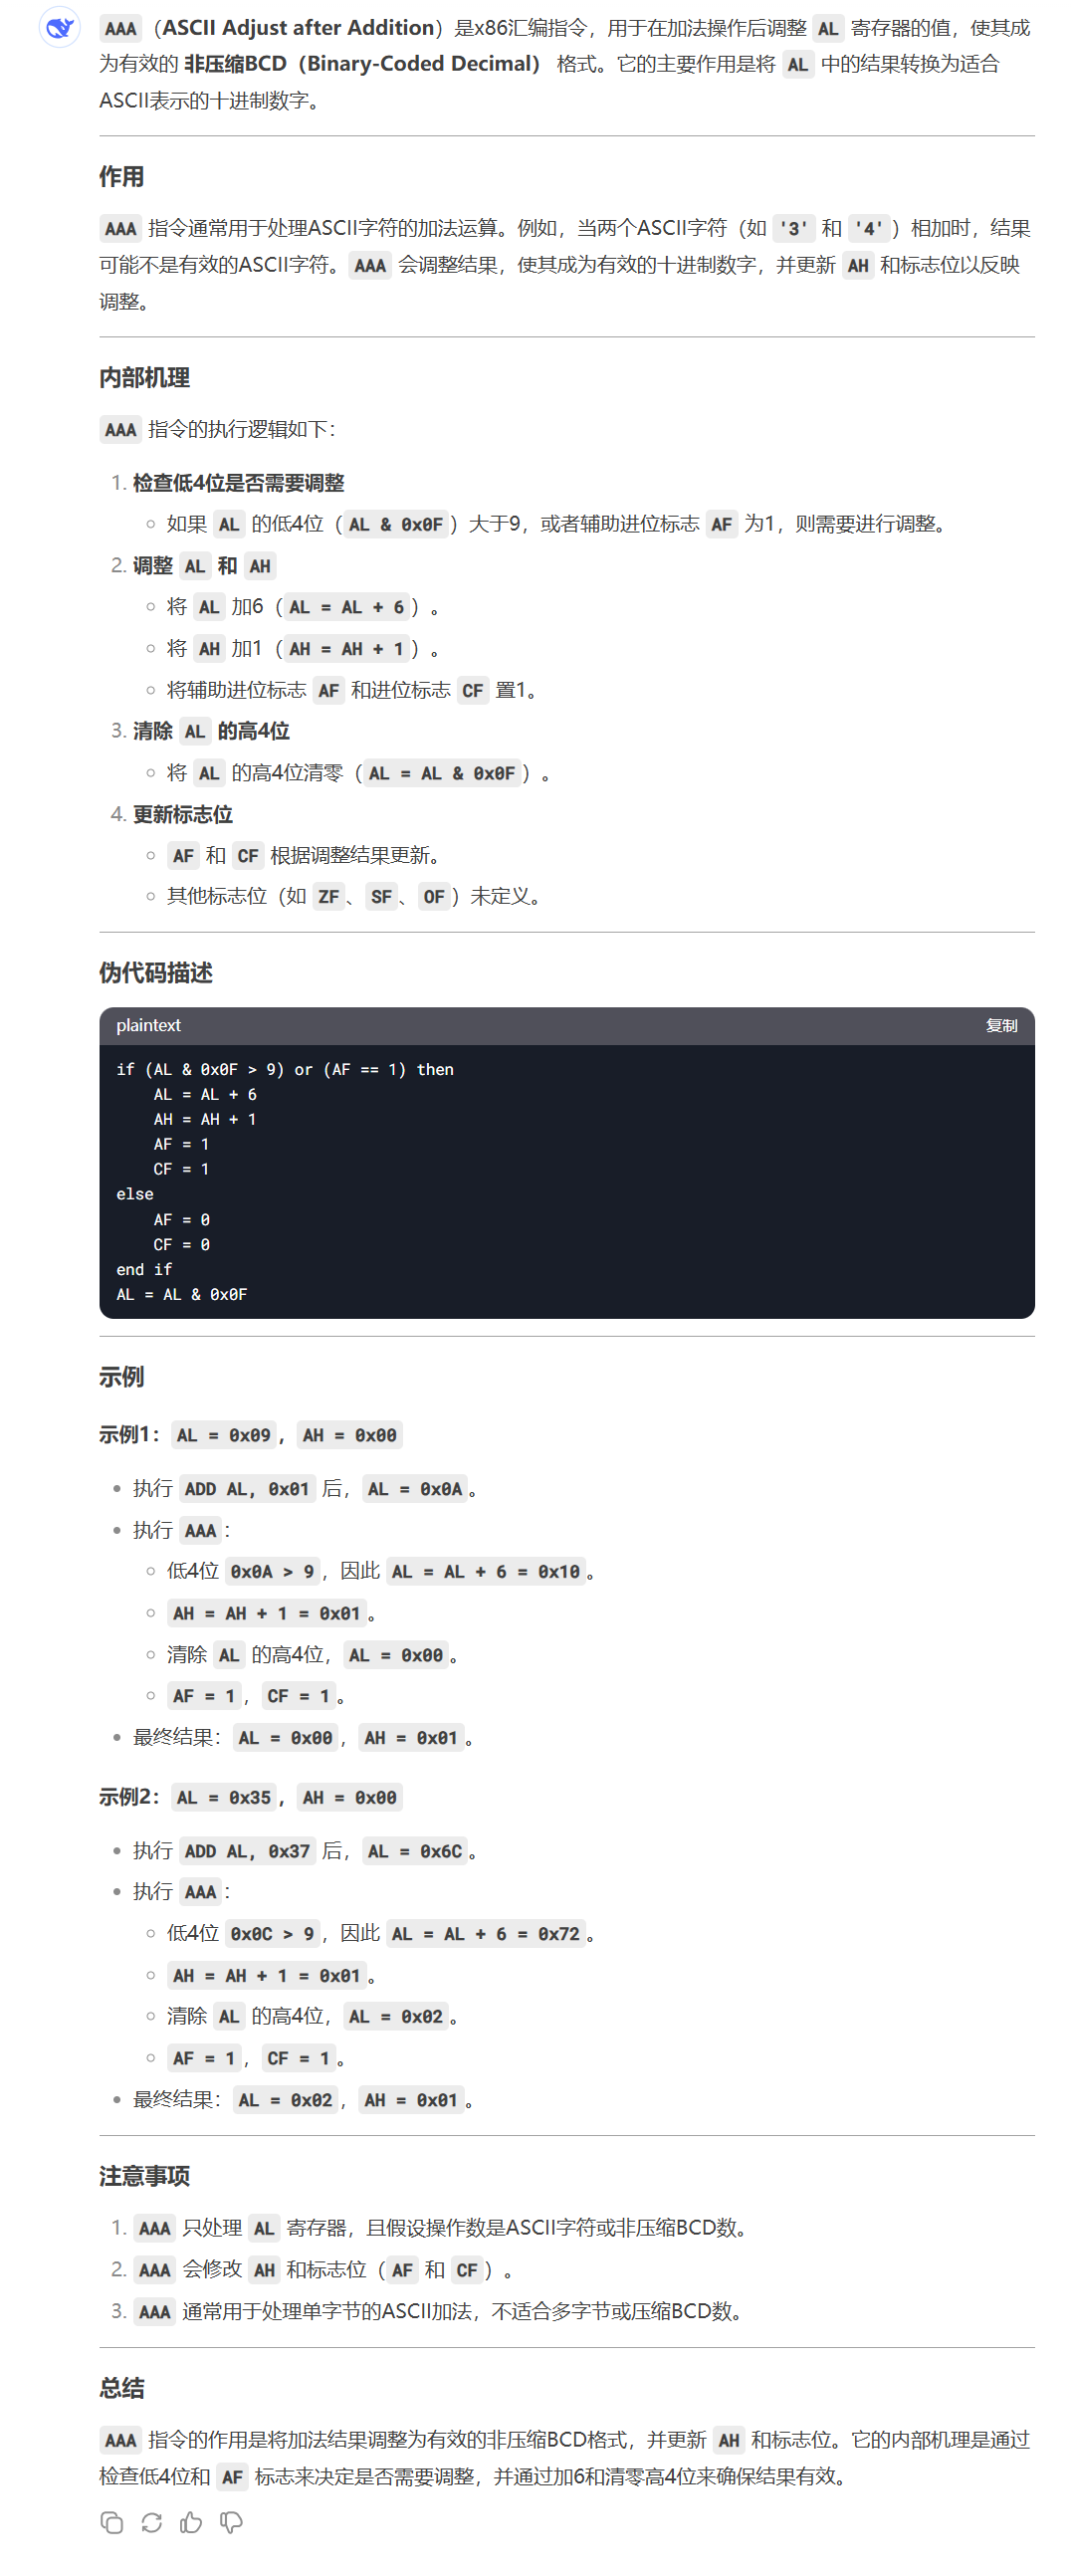 AAA（ASCII Adjust after Addition）是x86汇编指令，用于在加法操作后调整 AL 寄存器的值，使其成
为有效的 非压缩BCD（Binary-Coded Decimal） 格式。它的主要作用是将 AL 中的结果转换为适合
ASCII表示的十进制数字。
作用
AAA 指令通常用于处理ASCII字符的加法运算。例如，当两个ASCII字符（如 '3' 和 '4'）相加时，结果
可能不是有效的ASCII字符。AAA 会调整结果，使其成为有效的十进制数字，并更新 AH 和标志位以反映
调整。
内部机理
AAA 指令的执行逻辑如下：
1. 检查低4位是否需要调整
○ 如果 AL 的低4位（AL & 0x0F）大于9，或者辅助进位标志 AF 为1，则需要进行调整。
2. 调整 AL 和 AH
○ 将 AL 加6（AL = AL + 6）。
○ 将 AH 加1（AH = AH + 1）。
○ 将辅助进位标志 AF 和进位标志 CF 置1。
3. 清除 AL 的高4位
○ 将 AL 的高4位清零（AL = AL & 0x0F）。
4. 更新标志位
○ AF 和 CF 根据调整结果更新。
○ 其他标志位（如 ZF、SF、OF）未定义。
伪代码描述
plaintext 复制
if (AL & 0x0F > 9) or (AF == 1) then
    AL = AL + 6
    AH = AH + 1
    AF = 1
    CF = 1
else
    AF = 0
    CF = 0
end if
AL = AL & 0x0F
示例
示例1：AL = 0x09，AH = 0x00
• 执行 ADD AL, 0x01 后，AL = 0x0A。
• 执行 AAA：
○ 低4位 0x0A > 9，因此 AL = AL + 6 = 0x10。
○ AH = AH + 1 = 0x01。
○ 清除 AL 的高4位，AL = 0x00。
○ AF = 1，CF = 1。
• 最终结果：AL = 0x00，AH = 0x01。
示例2：AL = 0x35，AH = 0x00
• 执行 ADD AL, 0x37 后，AL = 0x6C。
• 执行 AAA：
○ 低4位 0x0C > 9，因此 AL = AL + 6 = 0x72。
○ AH = AH + 1 = 0x01。
○ 清除 AL 的高4位，AL = 0x02。
○ AF = 1，CF = 1。
• 最终结果：AL = 0x02，AH = 0x01。
注意事项
1. AAA 只处理 AL 寄存器，且假设操作数是ASCII字符或非压缩BCD数。
2. AAA 会修改 AH 和标志位（AF 和 CF）。
3. AAA 通常用于处理单字节的ASCII加法，不适合多字节或压缩BCD数。
总结
AAA 指令的作用是将加法结果调整为有效的非压缩BCD格式，并更新 AH 和标志位。它的内部机理是通过
检查低4位和 AF 标志来决定是否需要调整，并通过加6和清零高4位来确保结果有效。